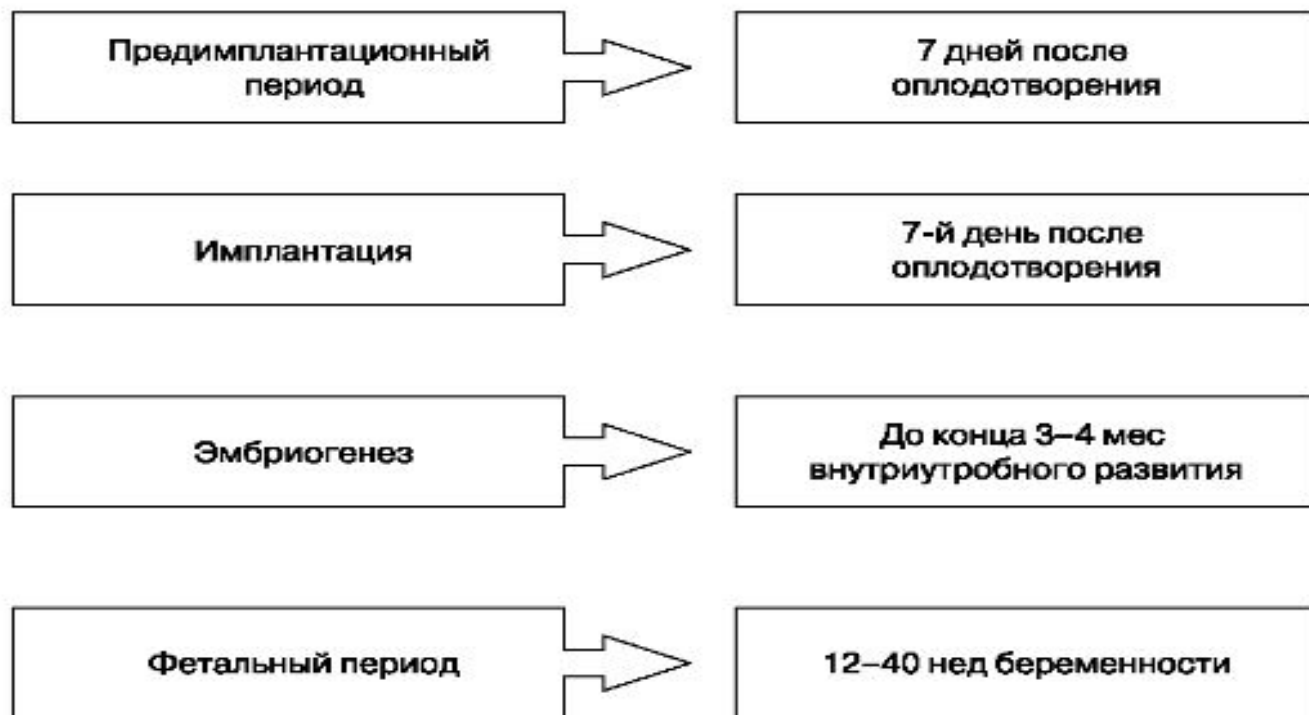 Предимплантационный
период
7 дней после
оплодотворения
Имплантация
7-й день после
оплодотворения
Эмбриогенез
До конца 3–4 мес
внутриутробного развития
Фетальный период
12–40 нед беременности